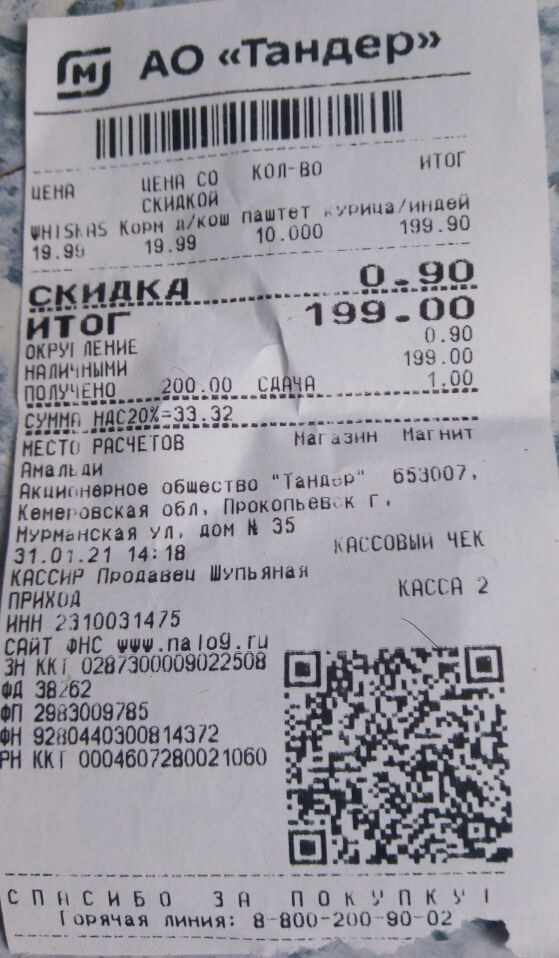 М АО «Тандер»
ЦЕНА ЦЕНА СО СКИДКОЙ КОЛ-ВО ИТОГ
WHISKAS Корм д/кош паштет курица/индей
19.99 19.99 10.000 199.90
СКИДКА 0.90
ИТОГ 199.00
ОКРУГЛЕНИЕ 0.90
НАЛИЧНЫМИ 199.00
ПОЛУЧЕНО 200.00 СДАЧА 1.00
СУММА НДС20%=33.32
МЕСТО РАСЧЕТОВ Магазин Магнит
Амальди
Акционерное общество "Тандер" 653007,
Кемеровская обл, Прокопьевск г,
Мурманская ул, дом № 35
31.01.21 14:18 КАССОВЫЙ ЧЕК
КАССИР Продавец Шупьяная
ПРИХОД КАССА 2
ИНН 2310031475
САЙТ ФНС www.nalog.ru
ЗН ККТ 0287300009022508
ФД 38262
ФП 2983009785
ФН 9280440300814372
РН ККТ 0004607280021060
СПАСИБО ЗА ПОКУПКУ!
Горячая линия: 8-800-200-90-02